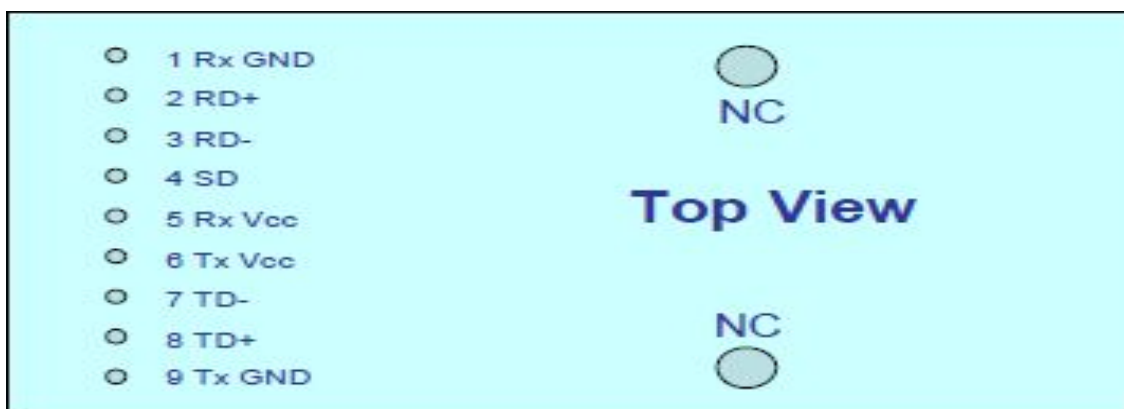 1 Rx GND
2 RD+
3 RD-
4 SD
5 Rx Vcc
6 Tx Vcc
7 TD-
8 TD+
9 Tx GND
NC
Top View
NC